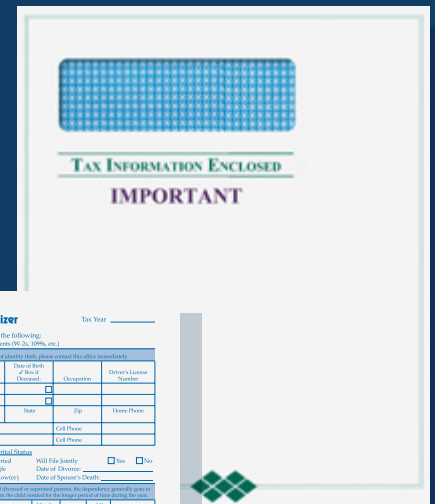 TAX INFORMATION ENCLOSED
IMPORTANT
izer
Tax Year
the following:
ents (W-2s, 1099s, etc.)
of identity theft, please contact this office immediately.
Date of Birth
✓ Box if
Deceased:
Occupation
Driver's License
Number
State
Zip
Home Phone
Cell Phone
Cell Phone
rital Status
ried
Will File Jointly
Yes
No
gle
Date of Divorce:
ow(er)
Date of Spouse's Death:
d divorced or separated parents, the dependency generally goes to
m the child resided for the longer period of time during the year.